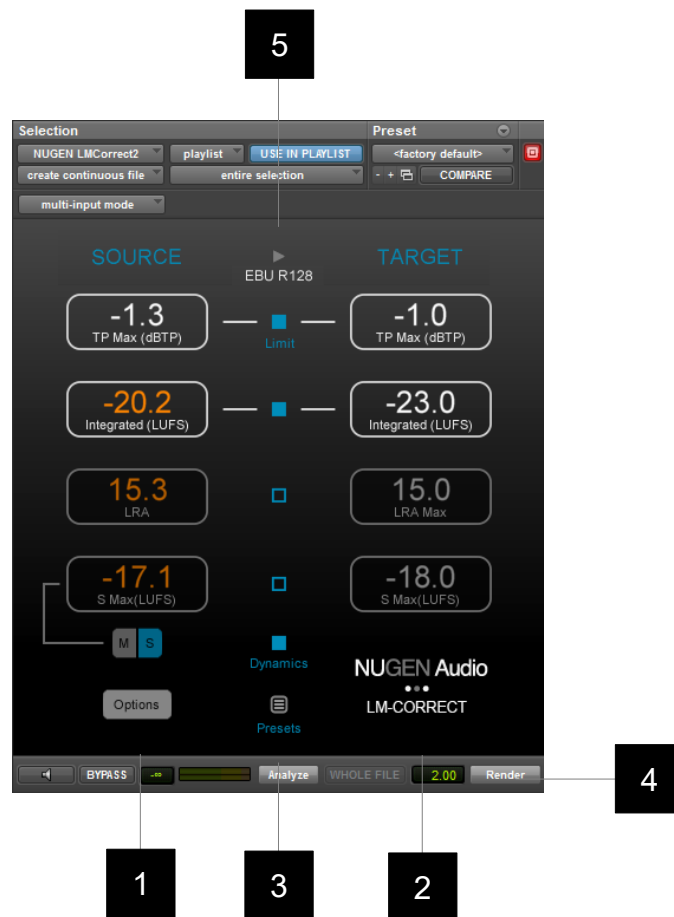 5
Selection
Preset
NUGEN LMCorrect2
playlist
USE IN PLAYLIST
<factory default>
create continuous file
entire selection
- +
COMPARE
multi-input mode
SOURCE
EBU R128
TARGET
-1.3
TP Max (dBTP)
Limit
-1.0
TP Max (dBTP)
-20.2
Integrated (LUFS)
-23.0
Integrated (LUFS)
15.3
LRA
15.0
LRA Max
-17.1
S Max(LUFS)
-18.0
S Max(LUFS)
M S
Dynamics
NUGEN Audio
LM-CORRECT
Options
Presets
BYPASS
-∞
Analyze
WHOLE FILE
2.00
Render
4
1
3
2